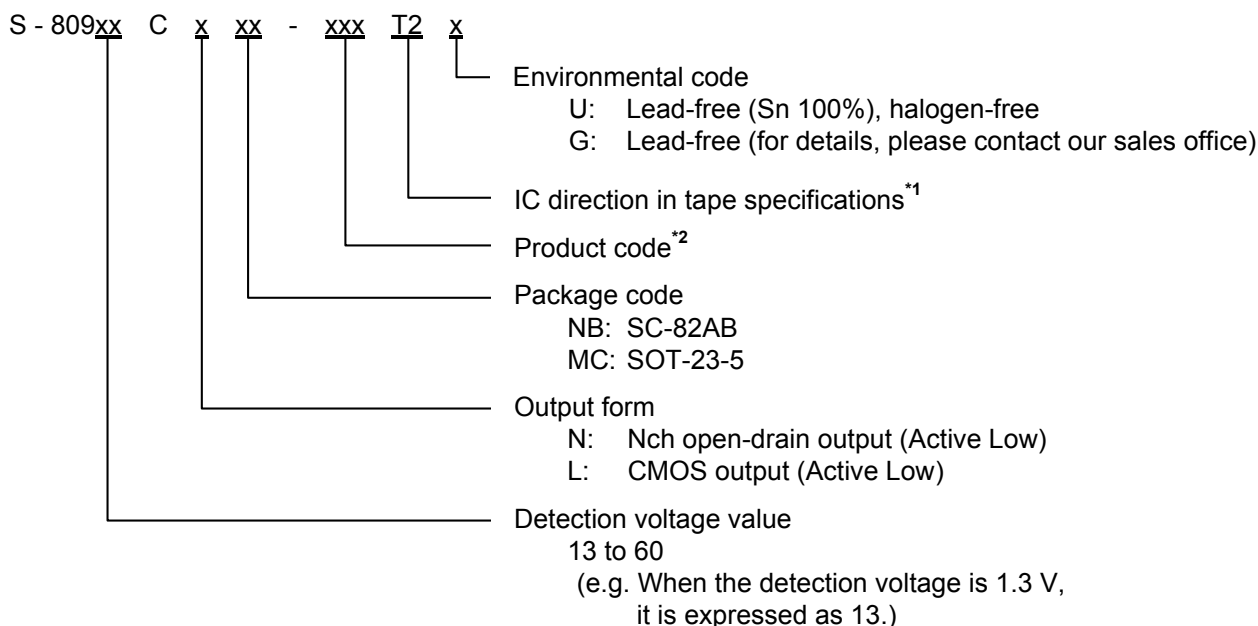 S - 809xx C x xx - xxx T2 x
Environmental code
U: Lead-free (Sn 100%), halogen-free
G: Lead-free (for details, please contact our sales office)
IC direction in tape specifications*1
Product code*2
Package code
NB: SC-82AB
MC: SOT-23-5
Output form
N: Nch open-drain output (Active Low)
L: CMOS output (Active Low)
Detection voltage value
13 to 60
(e.g. When the detection voltage is 1.3 V,
it is expressed as 13.)